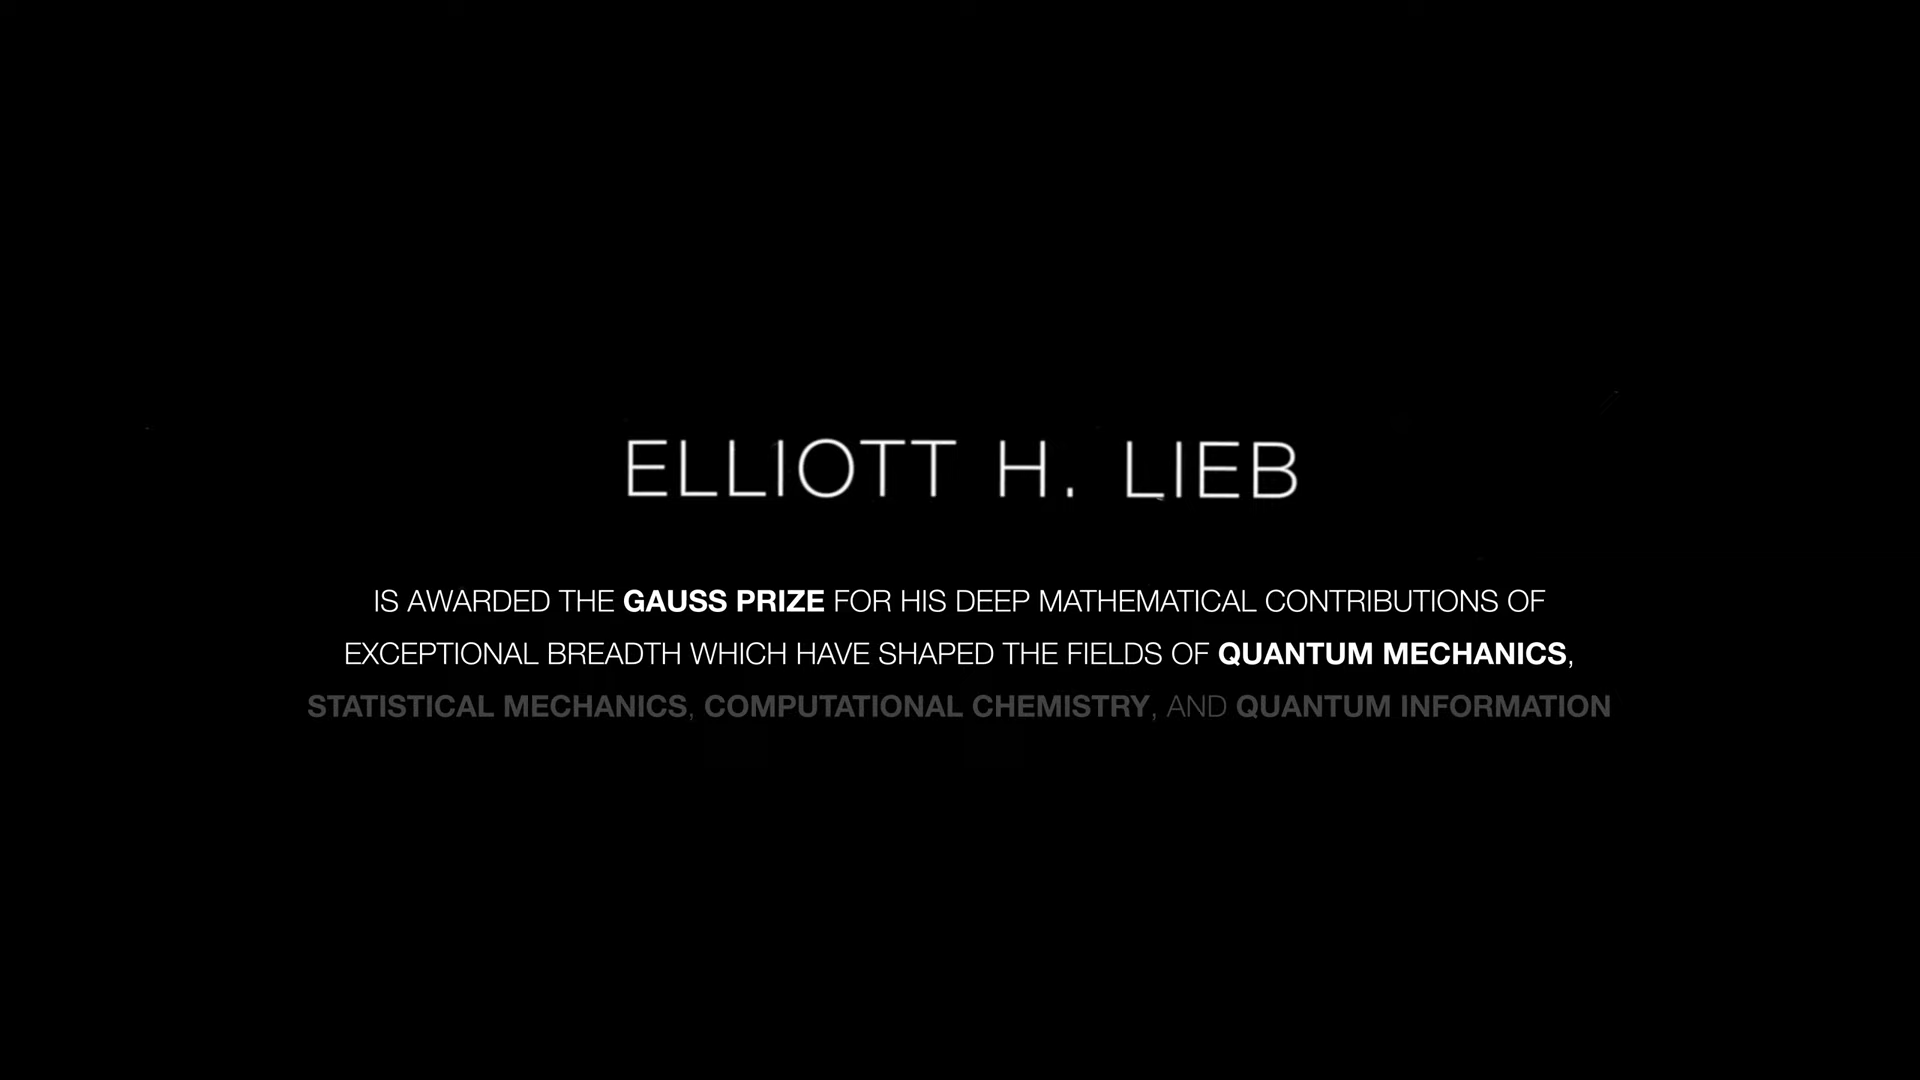 ELLIOTT H. LIEB
IS AWARDED THE GAUSS PRIZE FOR HIS DEEP MATHEMATICAL CONTRIBUTIONS OF
EXCEPTIONAL BREADTH WHICH HAVE SHAPED THE FIELDS OF QUANTUM MECHANICS,
STATISTICAL MECHANICS, COMPUTATIONAL CHEMISTRY, AND QUANTUM INFORMATION